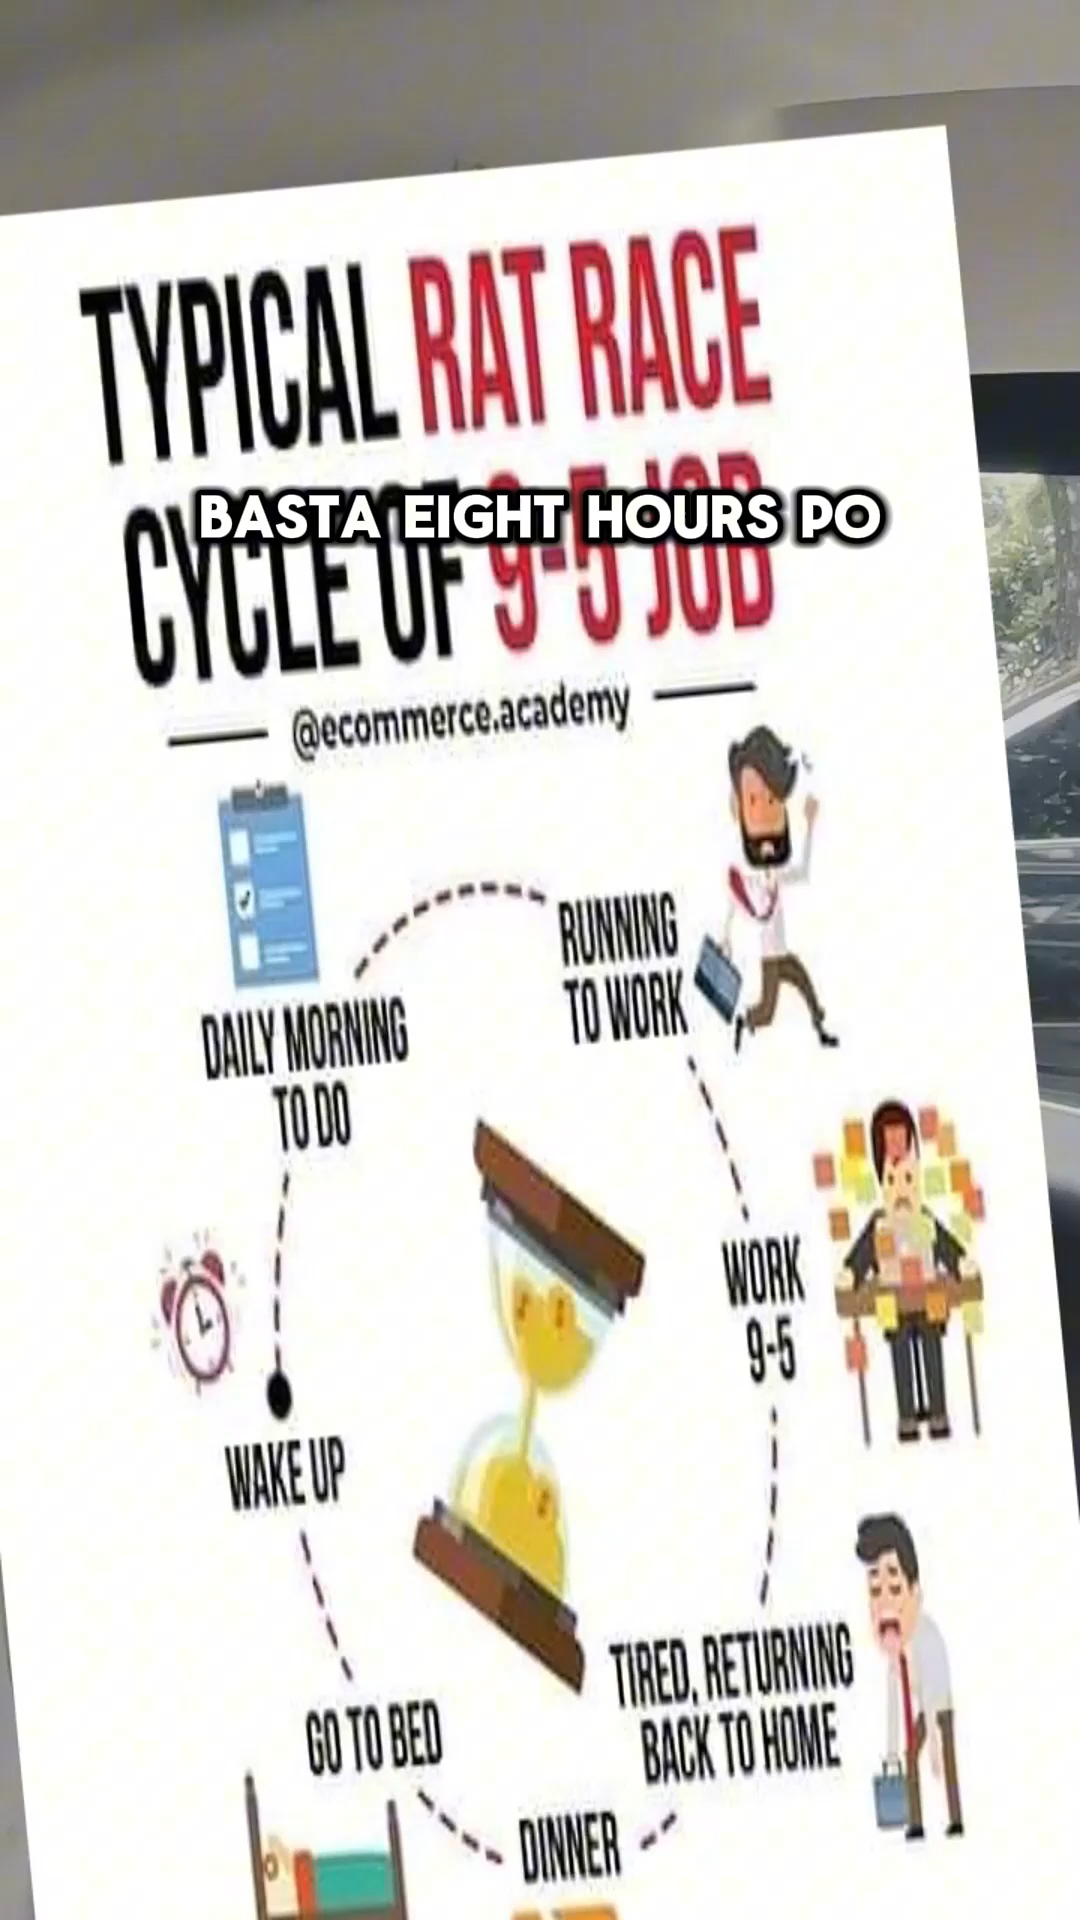 TYPICAL RAT RACE
CYCLE OF 9-5 JOB
BASTA EIGHT HOURS PO
@ecommerce.academy
DAILY MORNING
TO DO
RUNNING
TO WORK
WORK
9-5
WAKE UP
TIRED, RETURNING
BACK TO HOME
GO TO BED
DINNER